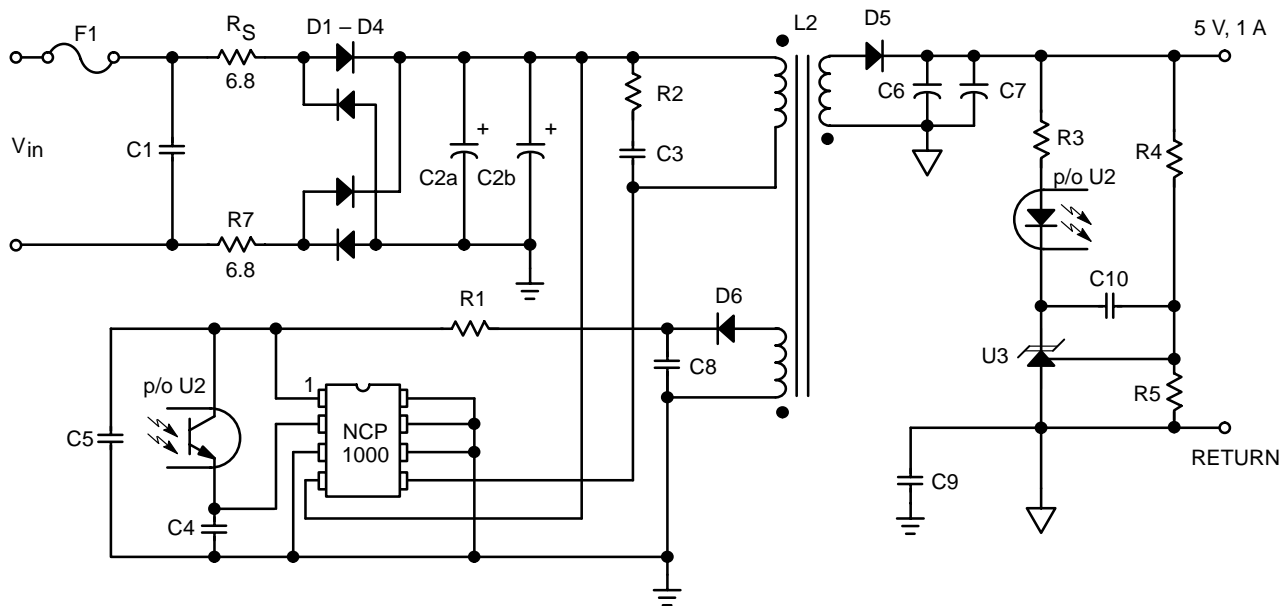 F1
RS
6.8
D1 – D4
L2
D5
5 V, 1 A
Vin
C1
+
+
C2a
C2b
R2
C3
C6
C7
R3
R4
p/o U2
R7
6.8
R1
D6
C10
C8
U3
R5
p/o U2
1
NCP
1000
C5
C4
C9
RETURN